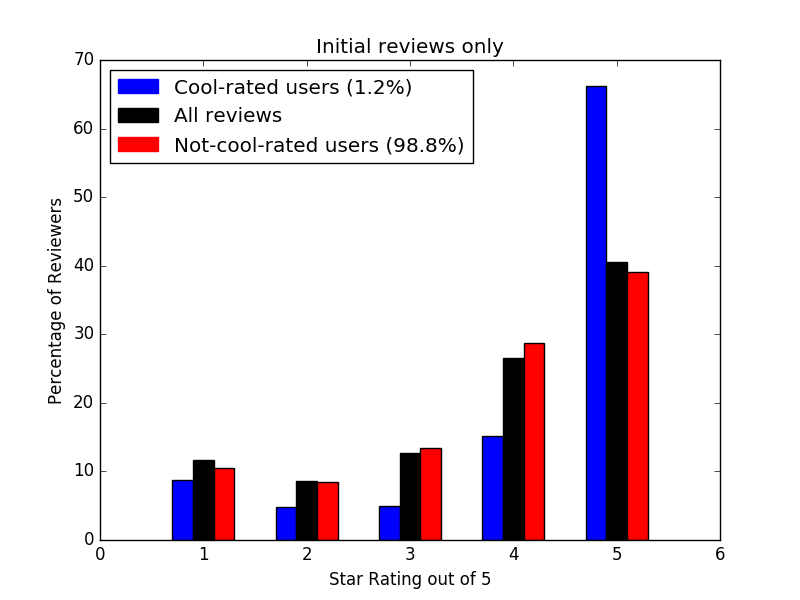 Initial reviews only
Cool-rated users (1.2%)
All reviews
Not-cool-rated users (98.8%)
Percentage of Reviewers
70
60
50
40
30
20
10
0
0 1 2 3 4 5 6
Star Rating out of 5